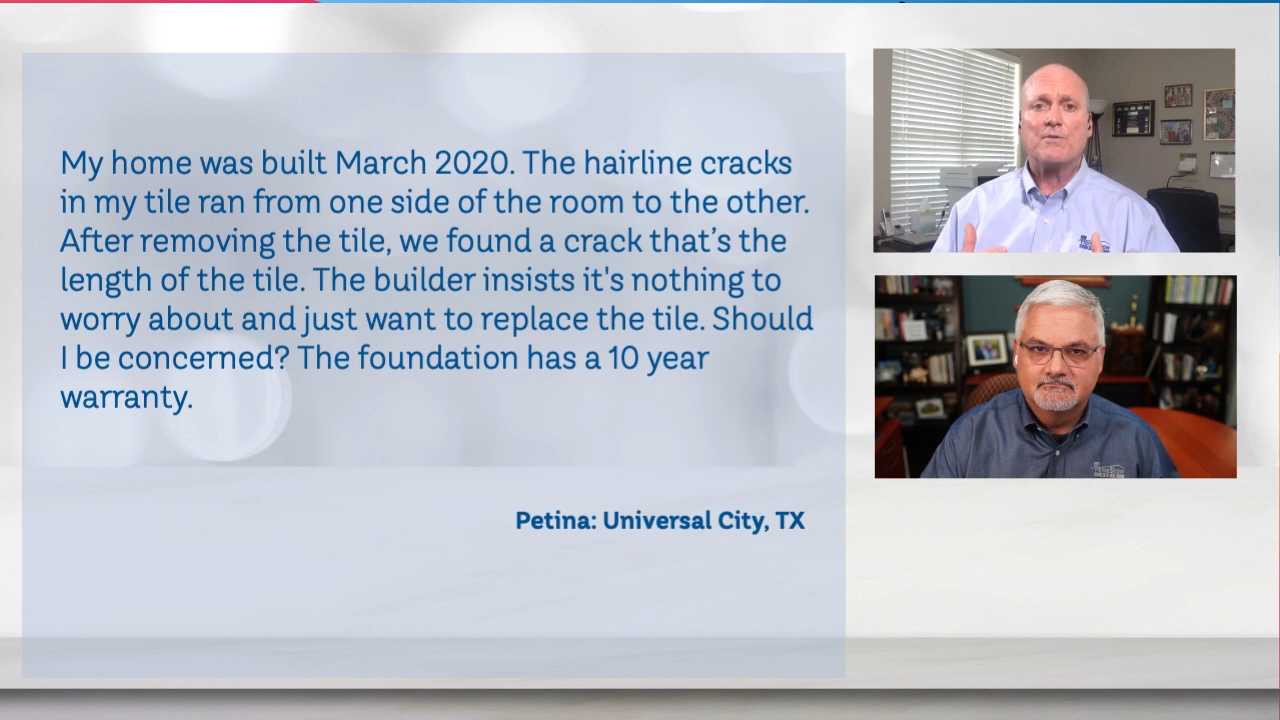 My home was built March 2020. The hairline cracks
in my tile ran from one side of the room to the other.
After removing the tile, we found a crack that’s the
length of the tile. The builder insists it's nothing to
worry about and just want to replace the tile. Should
I be concerned? The foundation has a 10 year
warranty.
Petina: Universal City, TX